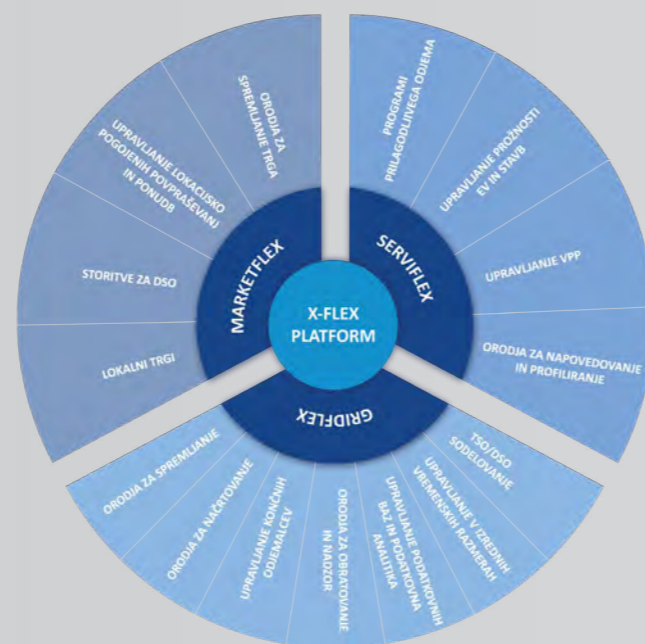 ORODJA ZA
SPREMLJANJE TRGA
UPRAVLJANJE LOKACIJSKO
POGOJENIH POVPRAŠEVANJ
IN PONUDB
STORITVE ZA DSO
LOKALNI TRGI
MARKETFLEX
PROGRAMI
PRILAGODLJIVEGA ODJEMA
UPRAVLJANJE PROŽNOSTI
EV IN STAVB
UPRAVLJANJE VPP
ORODJA ZA NAPOVEDOVANJE
IN PROFILIRANJE
SERVIFLEX
X-FLEX
PLATFORM
GRIDFLEX
ORODJA ZA SPREMLJANJE
ORODJA ZA NAČRTOVANJE
UPRAVLJANJE KONČNIH
ODJEMALCEV
ORODJA ZA OBRATOVANJE
IN NADZOR
UPRAVLJANJE PODATKOVNIH
BAZ IN PODATKOVNA
ANALITIKA
UPRAVLJANJE V IZREDNIH
VREMENSKIH RAZMERAH
TSO/DSO
SODELOVANJE